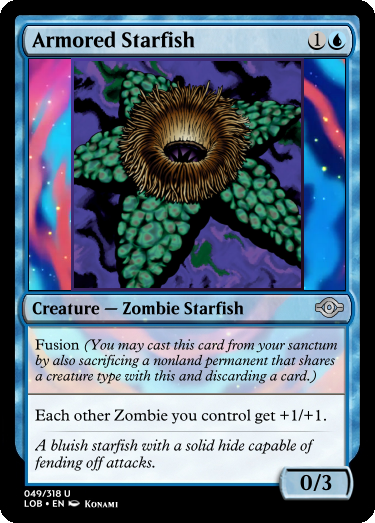 Armored Starfish 1
Creature — Zombie Starfish
Fusion (You may cast this card from your sanctum
by also sacrificing a nonland permanent that shares
a creature type with this and discarding a card.)
Each other Zombie you control get +1/+1.
A bluish starfish with a solid hide capable of
fending off attacks.
0/3
049/318 U
LOB • EN Konami